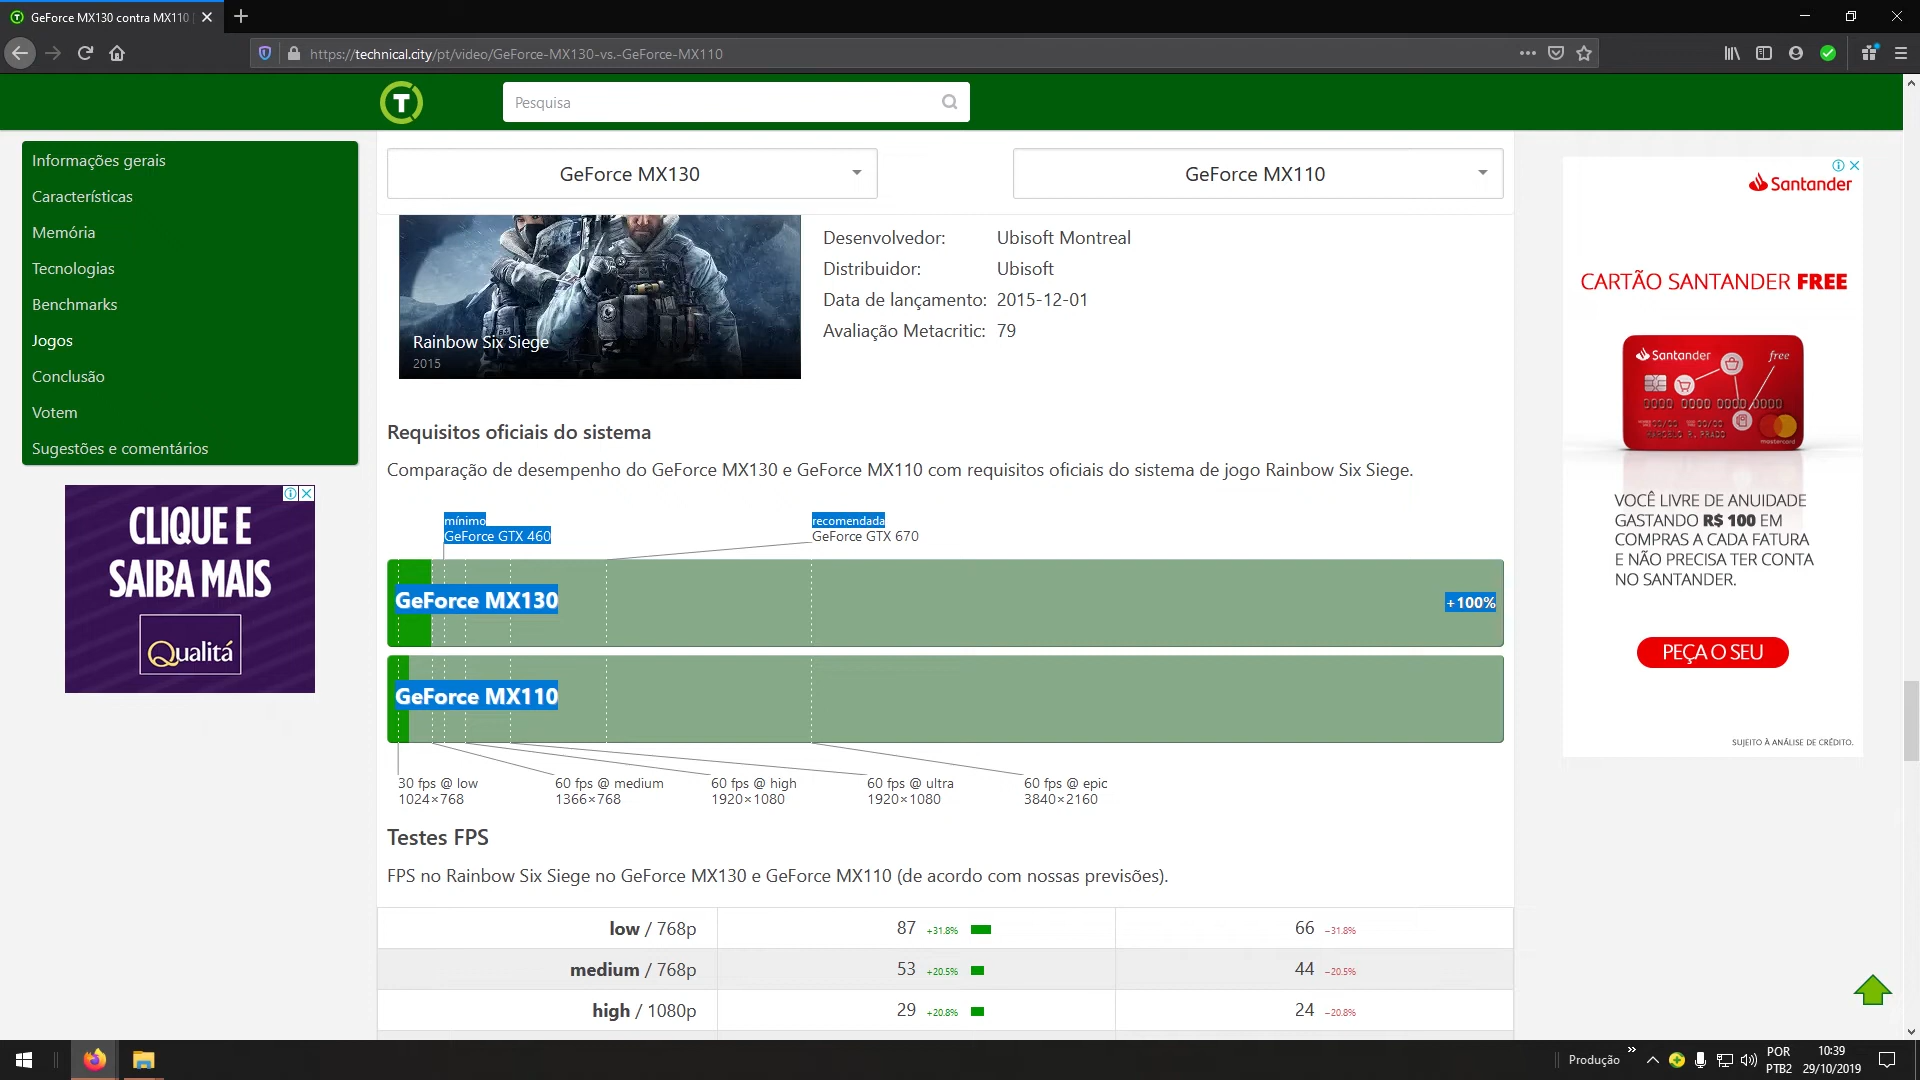 GeForce MX130 contra MX110
https://technical.city/pt/video/GeForce-MX130-vs.-GeForce-MX110
T
Pesquisa
Informações gerais
Características
Memória
Tecnologias
Benchmarks
Jogos
Conclusão
Votem
Sugestões e comentários
CLIQUE E
SAIBA MAIS
Qualitá
GeForce MX130
GeForce MX110
Rainbow Six Siege
2015
Desenvolvedor: Ubisoft Montreal
Distribuidor: Ubisoft
Data de lançamento: 2015-12-01
Avaliação Metacritic: 79
Requisitos oficiais do sistema
Comparação de desempenho do GeForce MX130 e GeForce MX110 com requisitos oficiais do sistema de jogo Rainbow Six Siege.
mínimo
GeForce GTX 460
recomendada
GeForce GTX 670
GeForce MX130
+100%
GeForce MX110
30 fps @ low
1024×768
60 fps @ medium
1366×768
60 fps @ high
1920×1080
60 fps @ ultra
1920×1080
60 fps @ epic
3840×2160
Testes FPS
FPS no Rainbow Six Siege no GeForce MX130 e GeForce MX110 (de acordo com nossas previsões).
low / 768p 87 +31.8% 66 −31.8%
medium / 768p 53 +20.5% 44 −20.5%
high / 1080p 29 +20.8% 24 −20.8%
Santander
CARTÃO SANTANDER FREE
Santander
free
0000 0000 0000 0000
mastercard
VOCÊ LIVRE DE ANUIDADE
GASTANDO R$ 100 EM
COMPRAS A CADA FATURA
E NÃO PRECISA TER CONTA
NO SANTANDER.
PEÇA O SEU
SUJEITO À ANÁLISE DE CRÉDITO.
Produção
POR
PTB2
10:39
29/10/2019